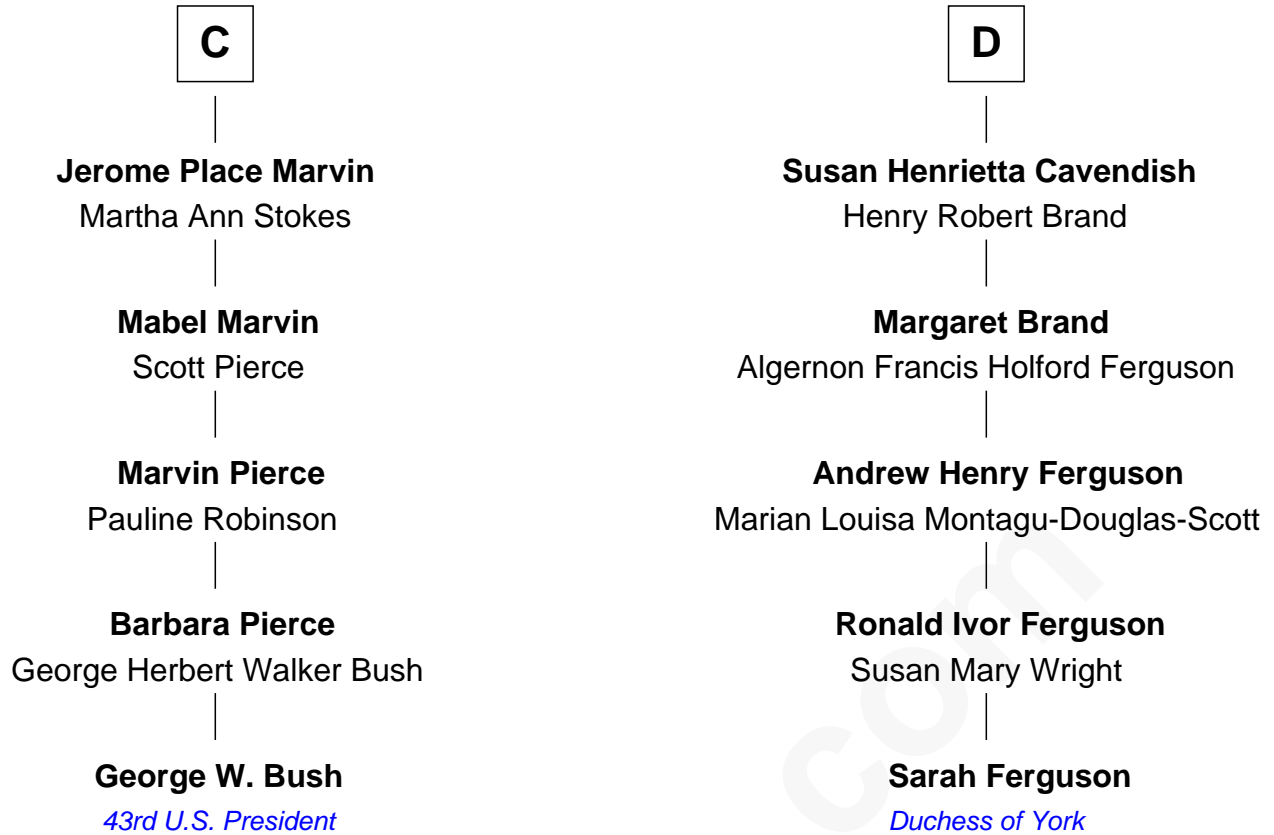 C
Jerome Place Marvin
Martha Ann Stokes
Mabel Marvin
Scott Pierce
Marvin Pierce
Pauline Robinson
Barbara Pierce
George Herbert Walker Bush
George W. Bush
43rd U.S. President
D
Susan Henrietta Cavendish
Henry Robert Brand
Margaret Brand
Algernon Francis Holford Ferguson
Andrew Henry Ferguson
Marian Louisa Montagu-Douglas-Scott
Ronald Ivor Ferguson
Susan Mary Wright
Sarah Ferguson
Duchess of York
com